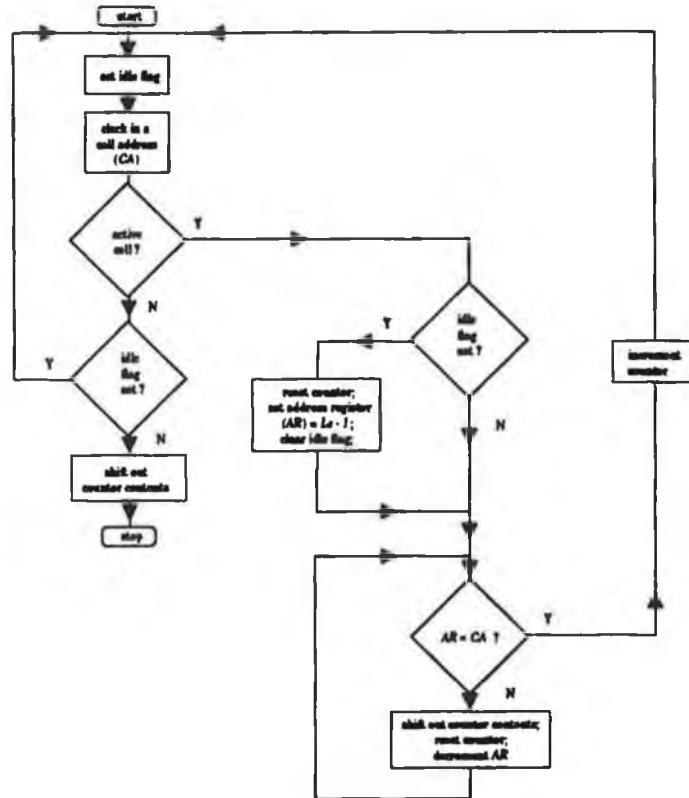 start
set idle flag
clock in a
cell address
(CA)
active
cell ?
Y
N
idle
flag
set ?
Y
N
shift out
counter contents
stop
idle
flag
set ?
Y
N
reset counter;
set address register
(AR) = Le - 1;
clear idle flag;
increment
counter
AR = CA ?
Y
N
shift out counter contents;
reset counter;
decrement AR